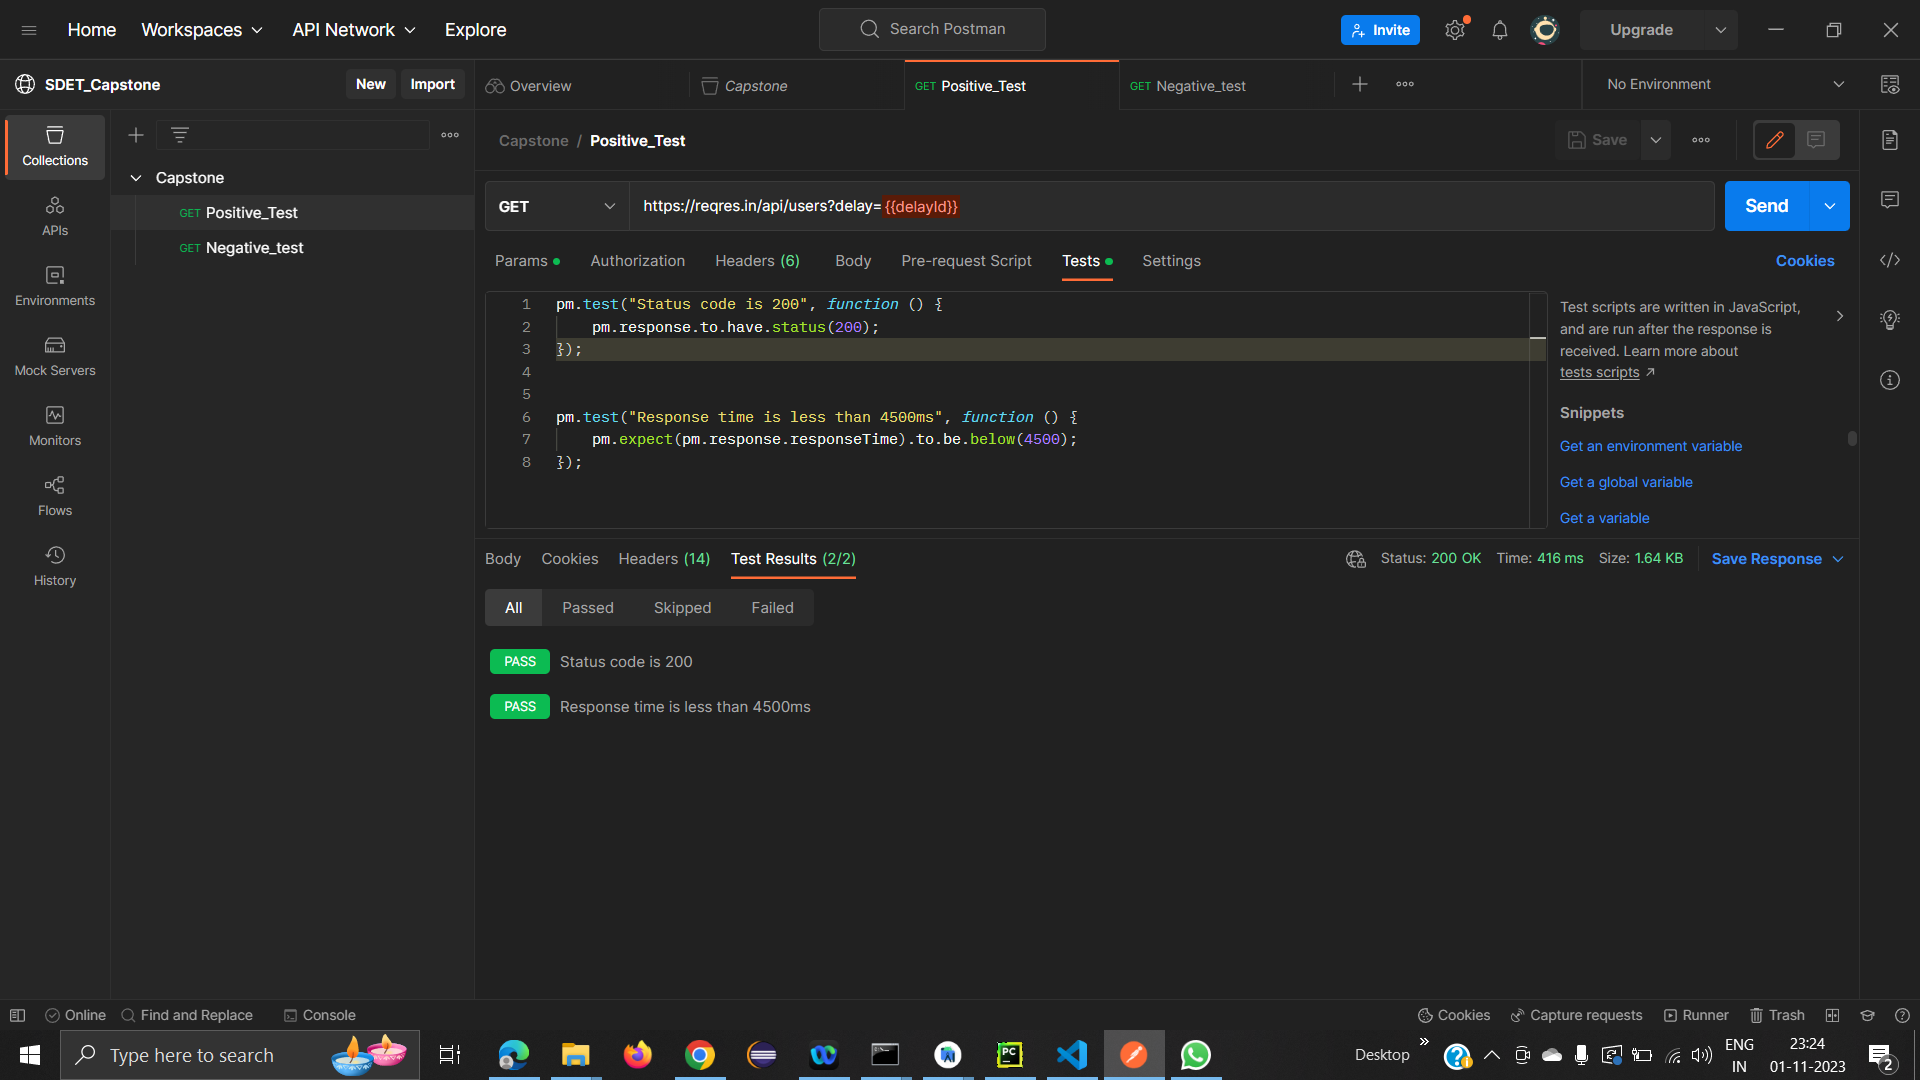 Home
Workspaces
API Network
Explore
Search Postman
Invite
Upgrade
SDET_Capstone
New
Import
Overview
Capstone
GET Positive_Test
GET Negative_test
No Environment
Collections
APIs
Environments
Mock Servers
Monitors
Flows
History
Capstone
GET Positive_Test
GET Negative_test
Capstone / Positive_Test
Save
GET
https://reqres.in/api/users?delay={{delayId}}
Send
Params
Authorization
Headers (6)
Body
Pre-request Script
Tests
Settings
Cookies
1 pm.test("Status code is 200", function () {
2 pm.response.to.have.status(200);
3 });
4
5
6 pm.test("Response time is less than 4500ms", function () {
7 pm.expect(pm.response.responseTime).to.be.below(4500);
8 });
Test scripts are written in JavaScript,
and are run after the response is
received. Learn more about
tests scripts
Snippets
Get an environment variable
Get a global variable
Get a variable
Body
Cookies
Headers (14)
Test Results (2/2)
Status: 200 OK
Time: 416 ms
Size: 1.64 KB
Save Response
All
Passed
Skipped
Failed
PASS Status code is 200
PASS Response time is less than 4500ms
Online
Find and Replace
Console
Cookies
Capture requests
Runner
Trash
Type here to search
PC
Desktop
ENG
IN
23:24
01-11-2023
2